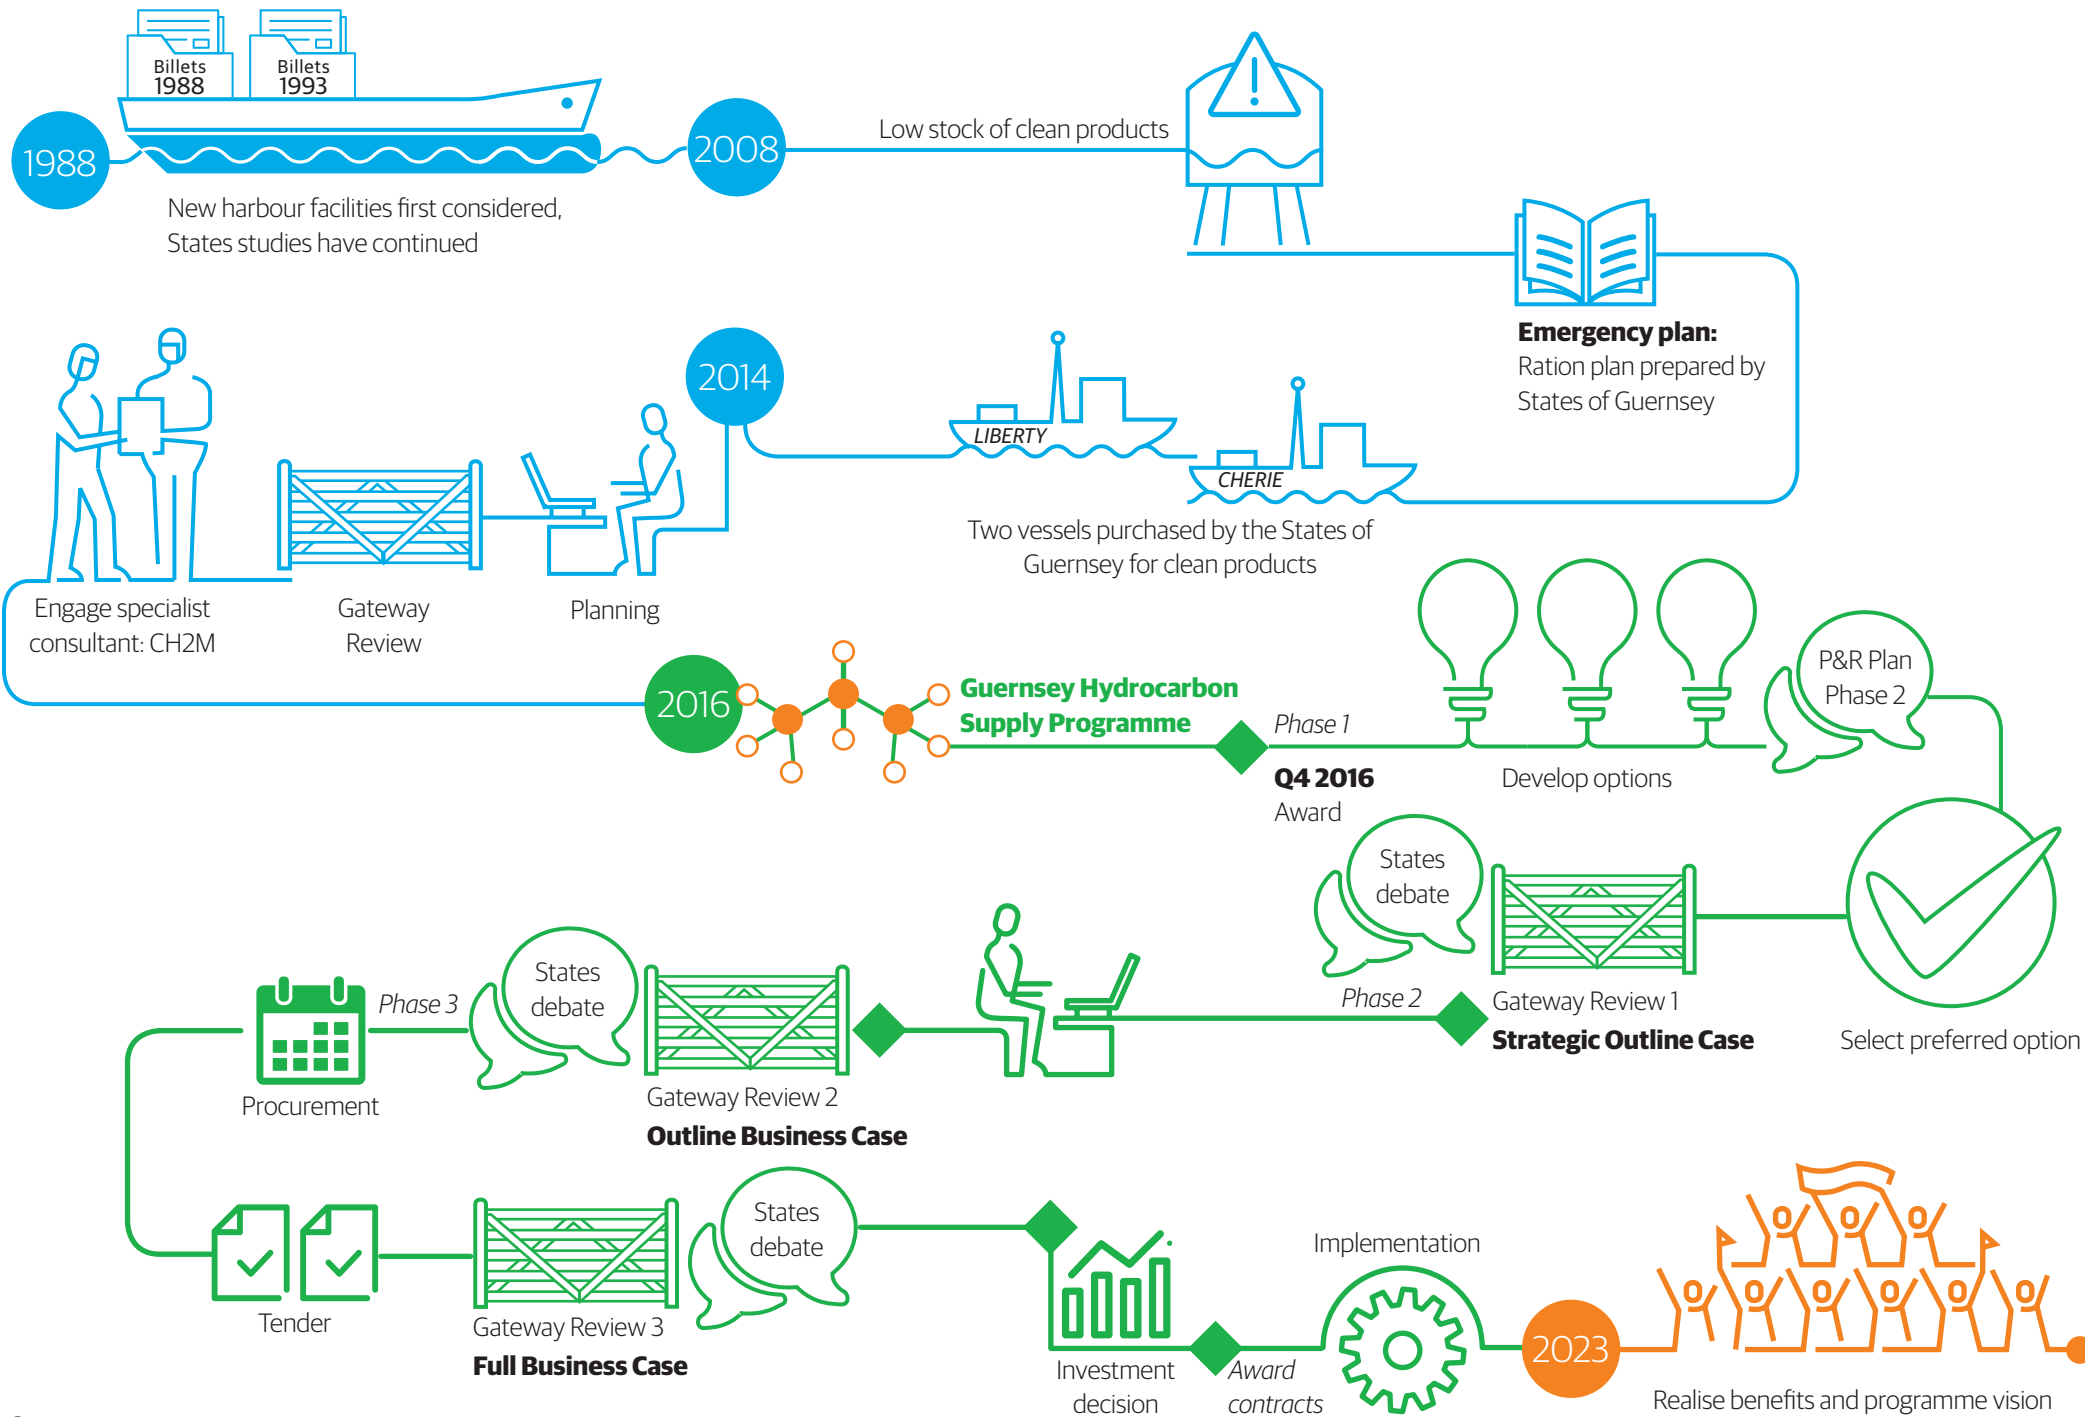 Billets
1988
Billets
1993
1988
New harbour facilities first considered,
States studies have continued
2008
Low stock of clean products
Emergency plan:
Ration plan prepared by
States of Guernsey
LIBERTY
CHERIE
Two vessels purchased by the States of
Guernsey for clean products
2014
Planning
Gateway
Review
Engage specialist
consultant: CH2M
2016
Guernsey Hydrocarbon
Supply Programme
Phase 1
Q4 2016
Award
Develop options
P&R Plan
Phase 2
Select preferred option
Gateway Review 1
Strategic Outline Case
States
debate
Phase 2
Gateway Review 2
Outline Business Case
States
debate
Phase 3
Procurement
Tender
Gateway Review 3
Full Business Case
States
debate
Investment
decision
Award
contracts
Implementation
2023
Realise benefits and programme vision